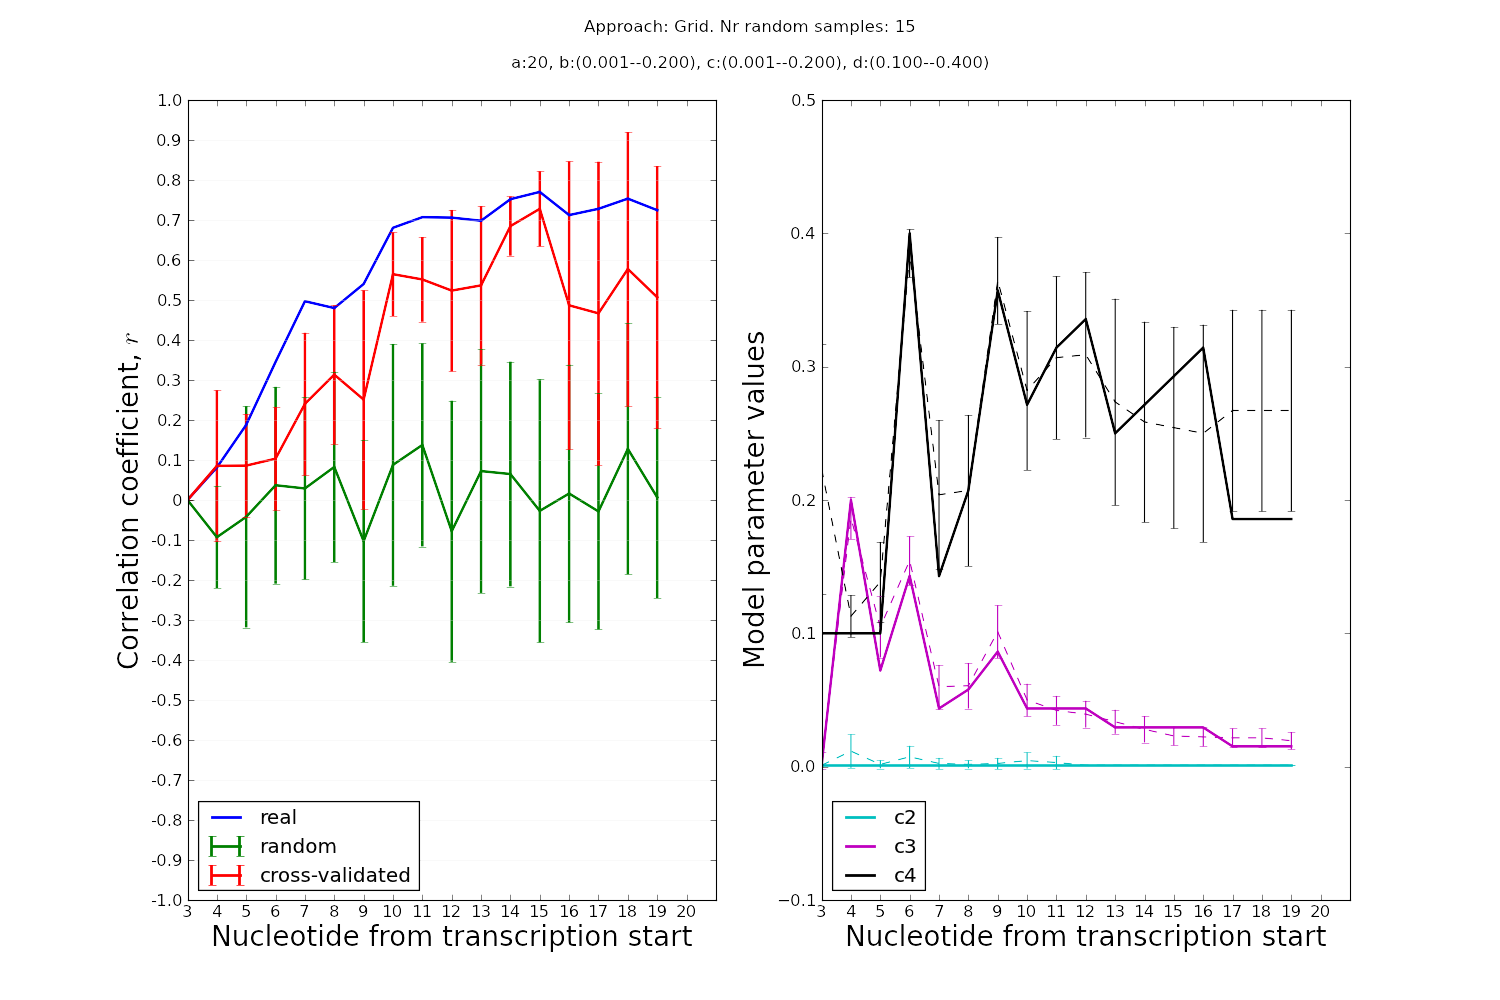 Approach: Grid. Nr random samples: 15
a:20, b:(0.001--0.200), c:(0.001--0.200), d:(0.100--0.400)
1.0
0.9
0.8
0.7
0.6
0.5
0.4
0.3
0.2
0.1
0
-0.1
-0.2
-0.3
-0.4
-0.5
-0.6
-0.7
-0.8
-0.9
-1.0
Correlation coefficient, r
real
random
cross-validated
3 4 5 6 7 8 9 10 11 12 13 14 15 16 17 18 19 20
Nucleotide from transcription start
0.5
0.4
0.3
0.2
0.1
0.0
−0.1
Model parameter values
c2
c3
c4
3 4 5 6 7 8 9 10 11 12 13 14 15 16 17 18 19 20
Nucleotide from transcription start